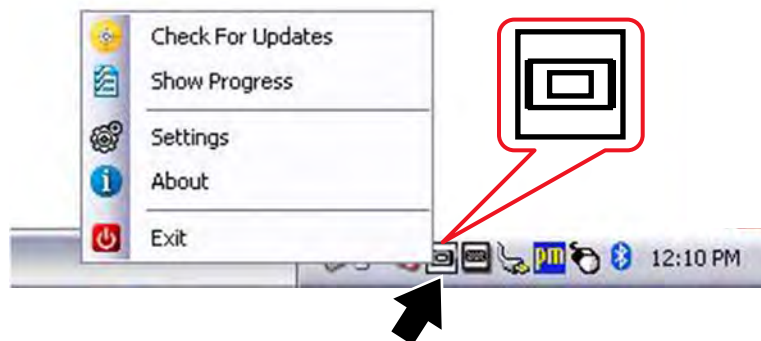 Check For Updates
Show Progress
Settings
About
Exit
pm
12:10 PM